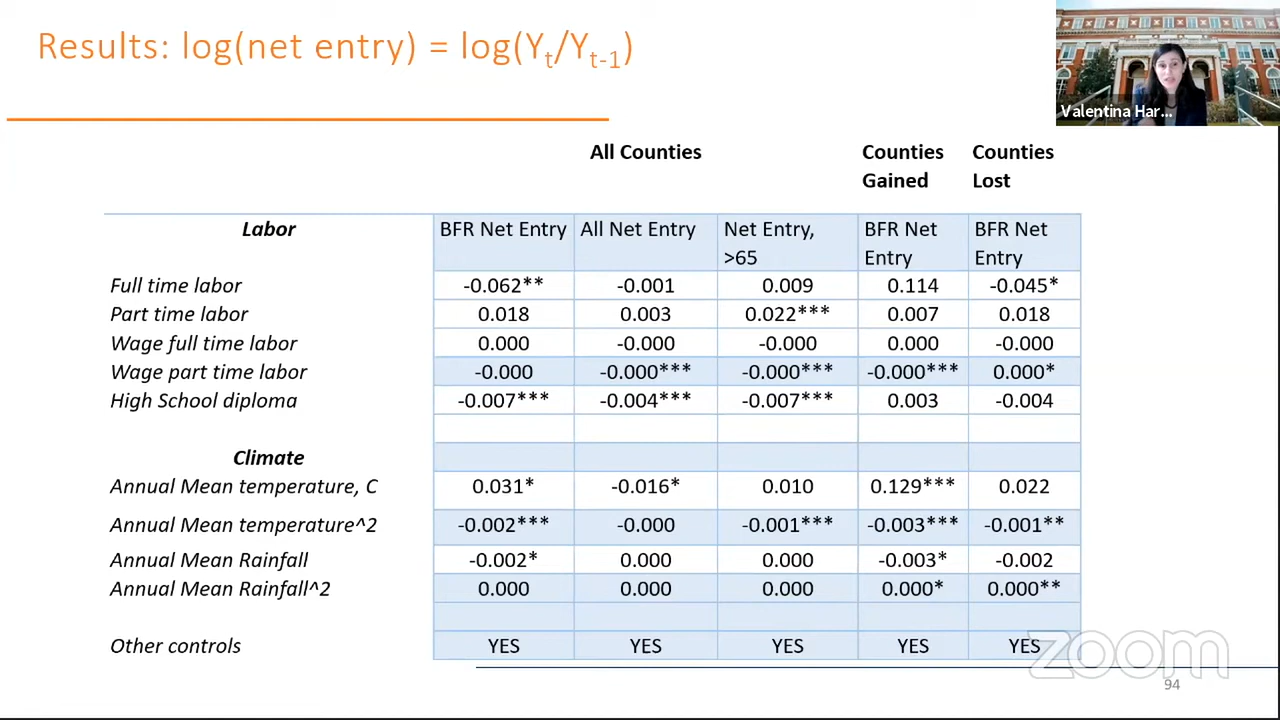 Results: log(net entry) = log(Yt/Yt-1)
Valentina Har...
All Counties Counties Gained Counties Lost
Labor BFR Net Entry All Net Entry Net Entry, >65 BFR Net Entry BFR Net Entry
Full time labor -0.062** -0.001 0.009 0.114 -0.045*
Part time labor 0.018 0.003 0.022*** 0.007 0.018
Wage full time labor 0.000 -0.000 -0.000 0.000 -0.000
Wage part time labor -0.000 -0.000*** -0.000*** -0.000*** 0.000*
High School diploma -0.007*** -0.004*** -0.007*** 0.003 -0.004
Climate
Annual Mean temperature, C 0.031* -0.016* 0.010 0.129*** 0.022
Annual Mean temperature^2 -0.002*** -0.000 -0.001*** -0.003*** -0.001**
Annual Mean Rainfall -0.002* 0.000 0.000 -0.003* -0.002
Annual Mean Rainfall^2 0.000 0.000 0.000 0.000* 0.000**
Other controls YES YES YES YES YES
zoom
94